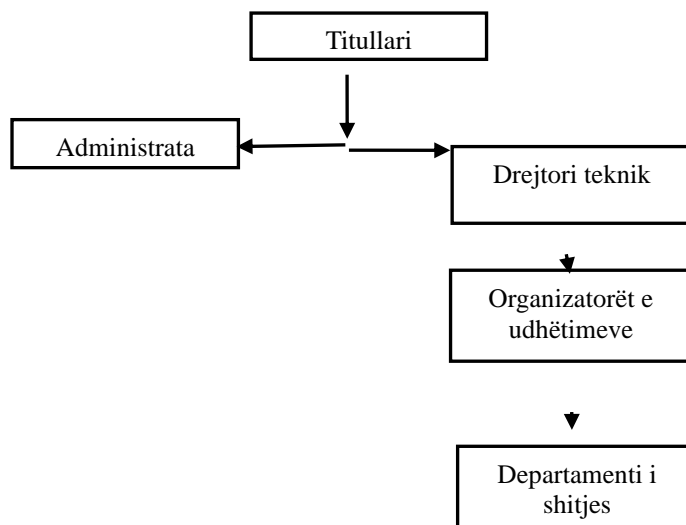 Titullari
Administrata
Drejtori teknik
Organizatorët e
udhëtimeve
Departamenti i
shitjes